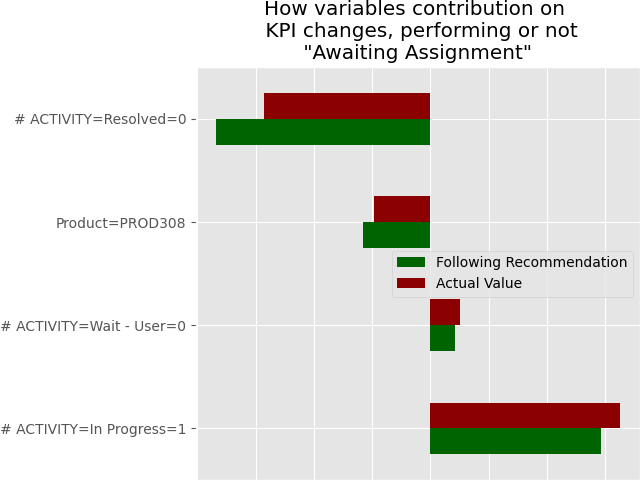 How variables contribution on
KPI changes, performing or not
"Awaiting Assignment"
# ACTIVITY=Resolved=0
Product=PROD308
Following Recommendation
Actual Value
# ACTIVITY=Wait - User=0
# ACTIVITY=In Progress=1